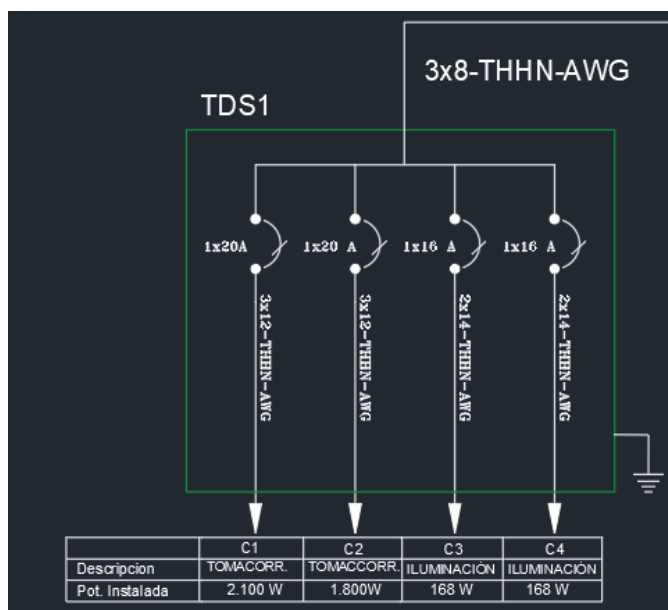 3x8-THHN-AWG
TDS1
1x20A 1x20 A 1x16 A 1x16 A
3x12-THHN-AWG
3x12-THHN-AWG
2x14-THHN-AWG
2x14-THHN-AWG
C1 C2 C3 C4
Descripcion TOMACORR. TOMACCORR. ILUMINACIÓN ILUMINACIÓN
Pot. Instalada 2.100 W 1.800W 168 W 168 W